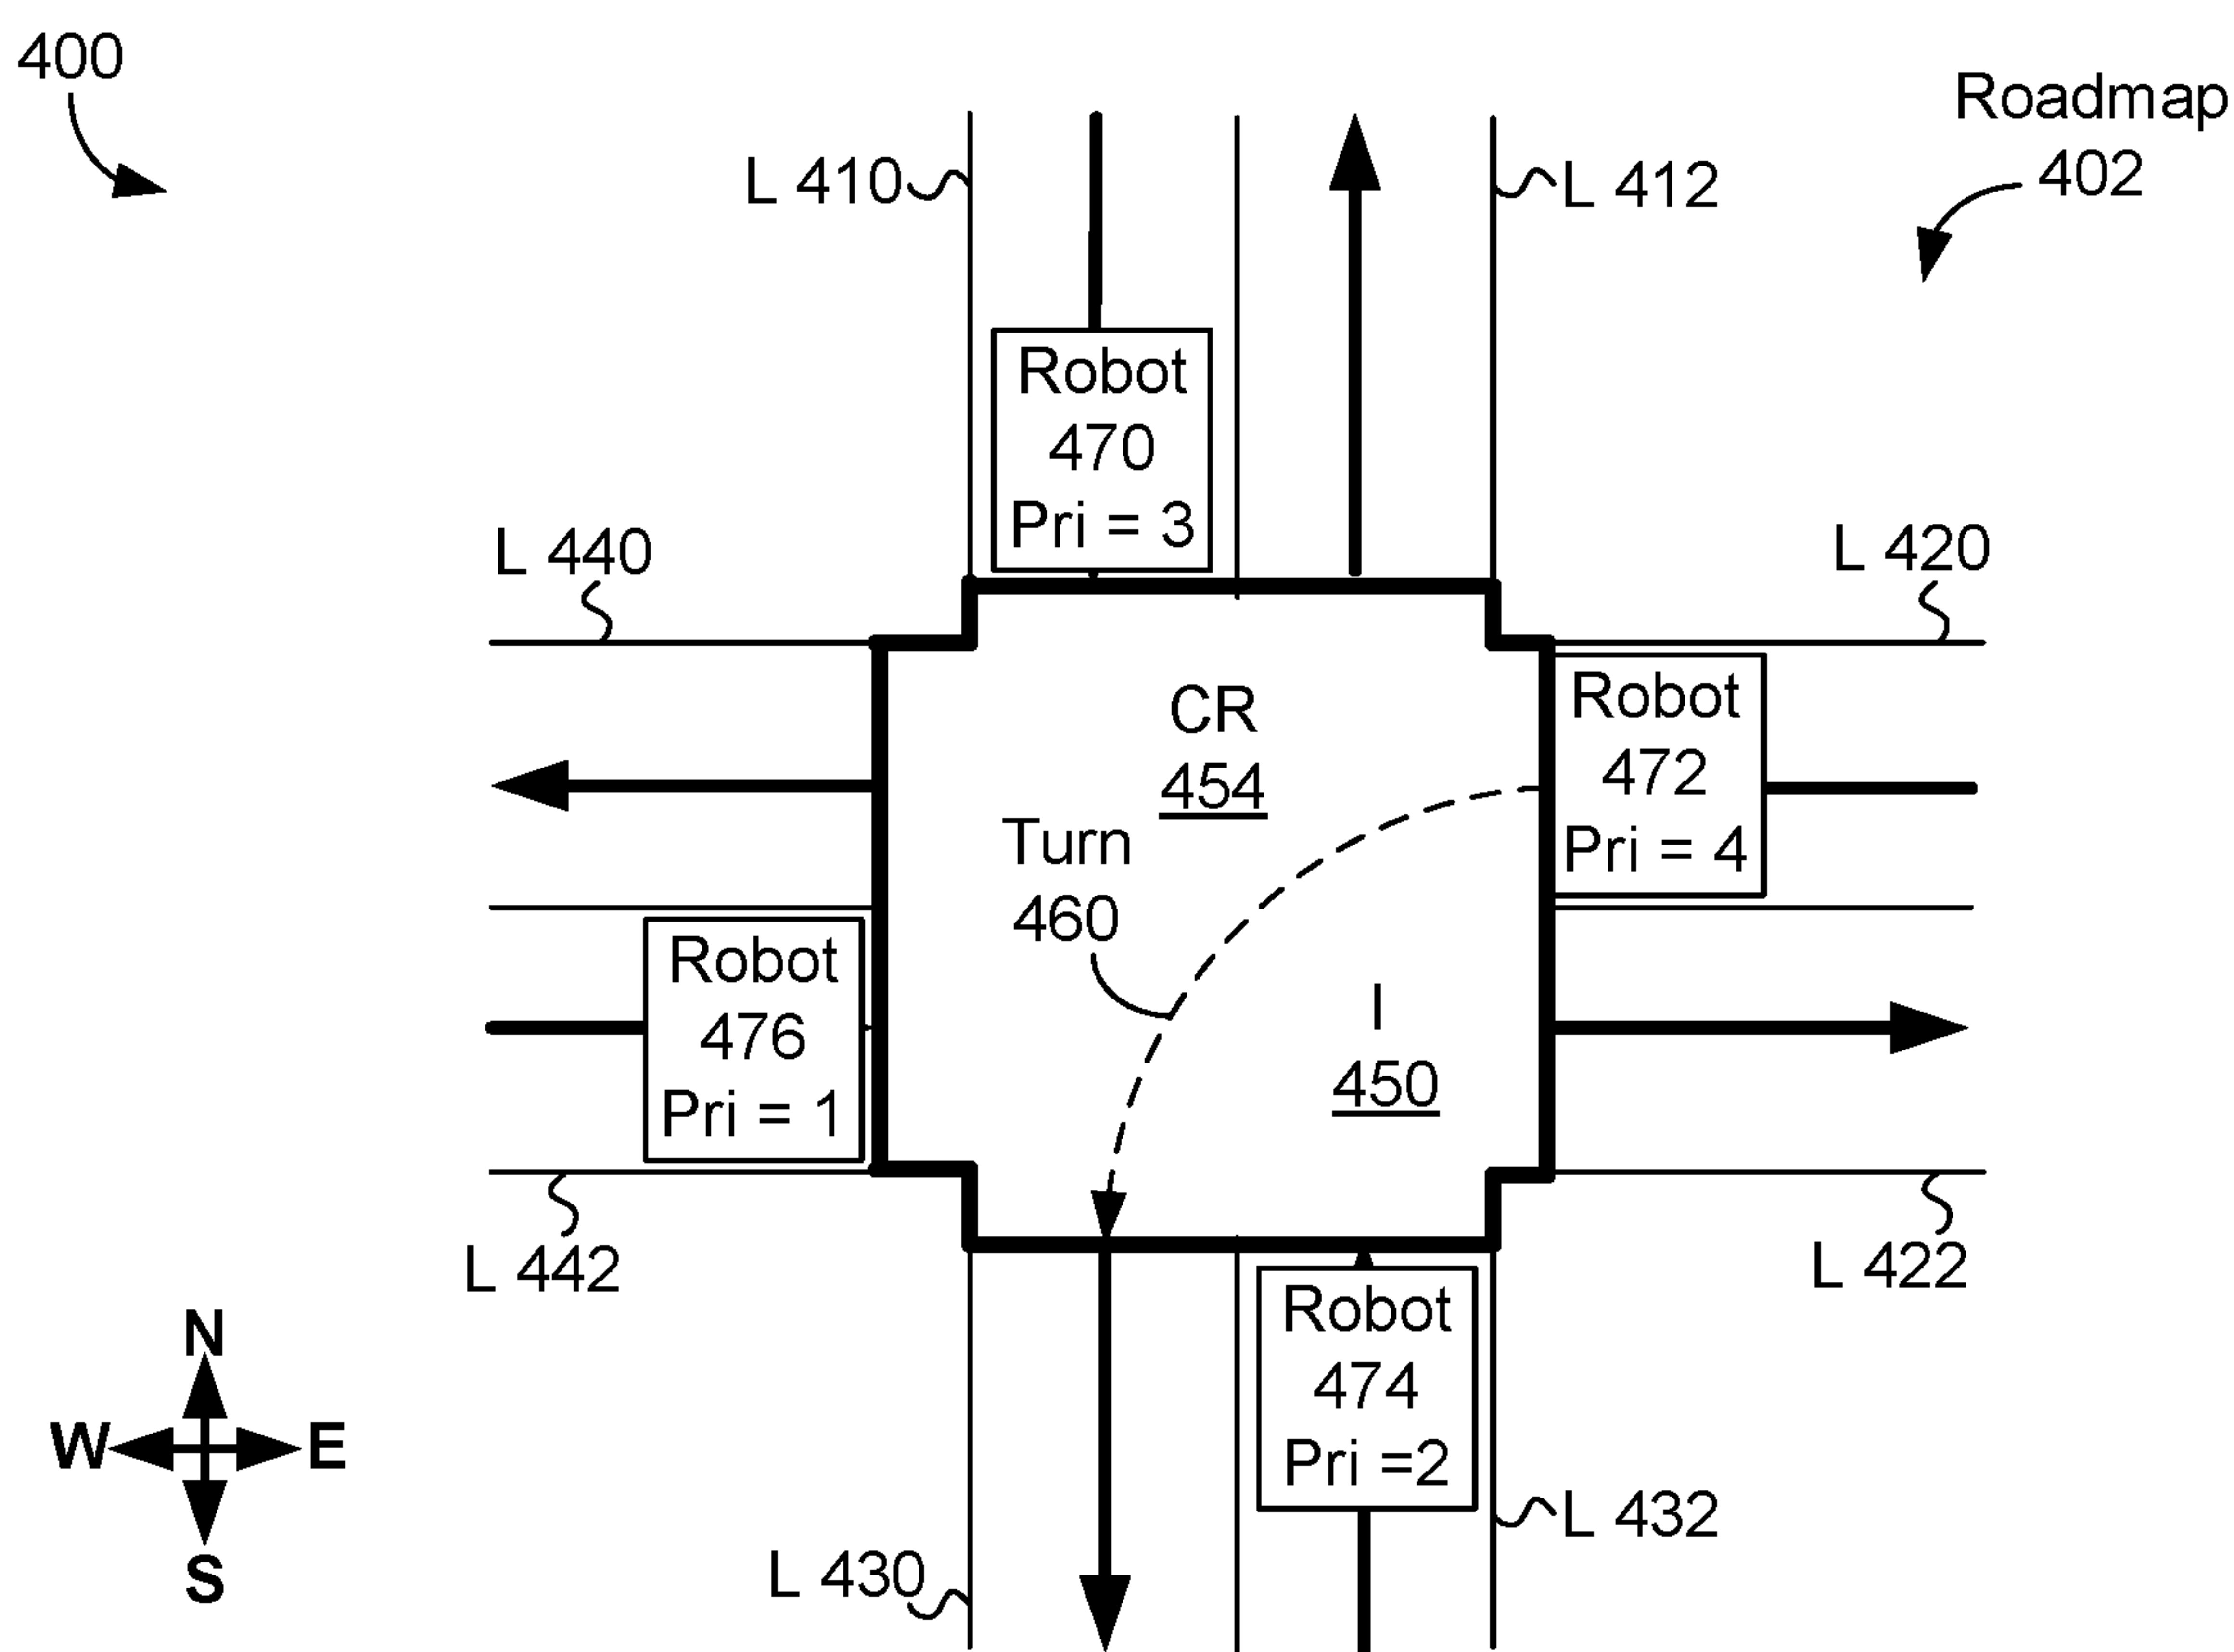 400
Roadmap
402
L 410
L 412
Robot
470
Pri = 3
L 440
L 420
CR
454
Robot
472
Pri = 4
Turn
460
Robot
476
Pri = 1
I
450
L 442
L 422
Robot
474
Pri =2
N
W
E
S
L 430
L 432